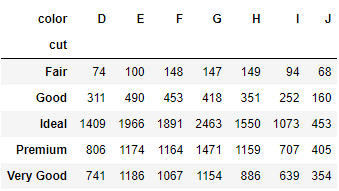 color D E F G H I J
cut
Fair 74 100 148 147 149 94 68
Good 311 490 453 418 351 252 160
Ideal 1409 1966 1891 2463 1550 1073 453
Premium 806 1174 1164 1471 1159 707 405
Very Good 741 1186 1067 1154 886 639 354